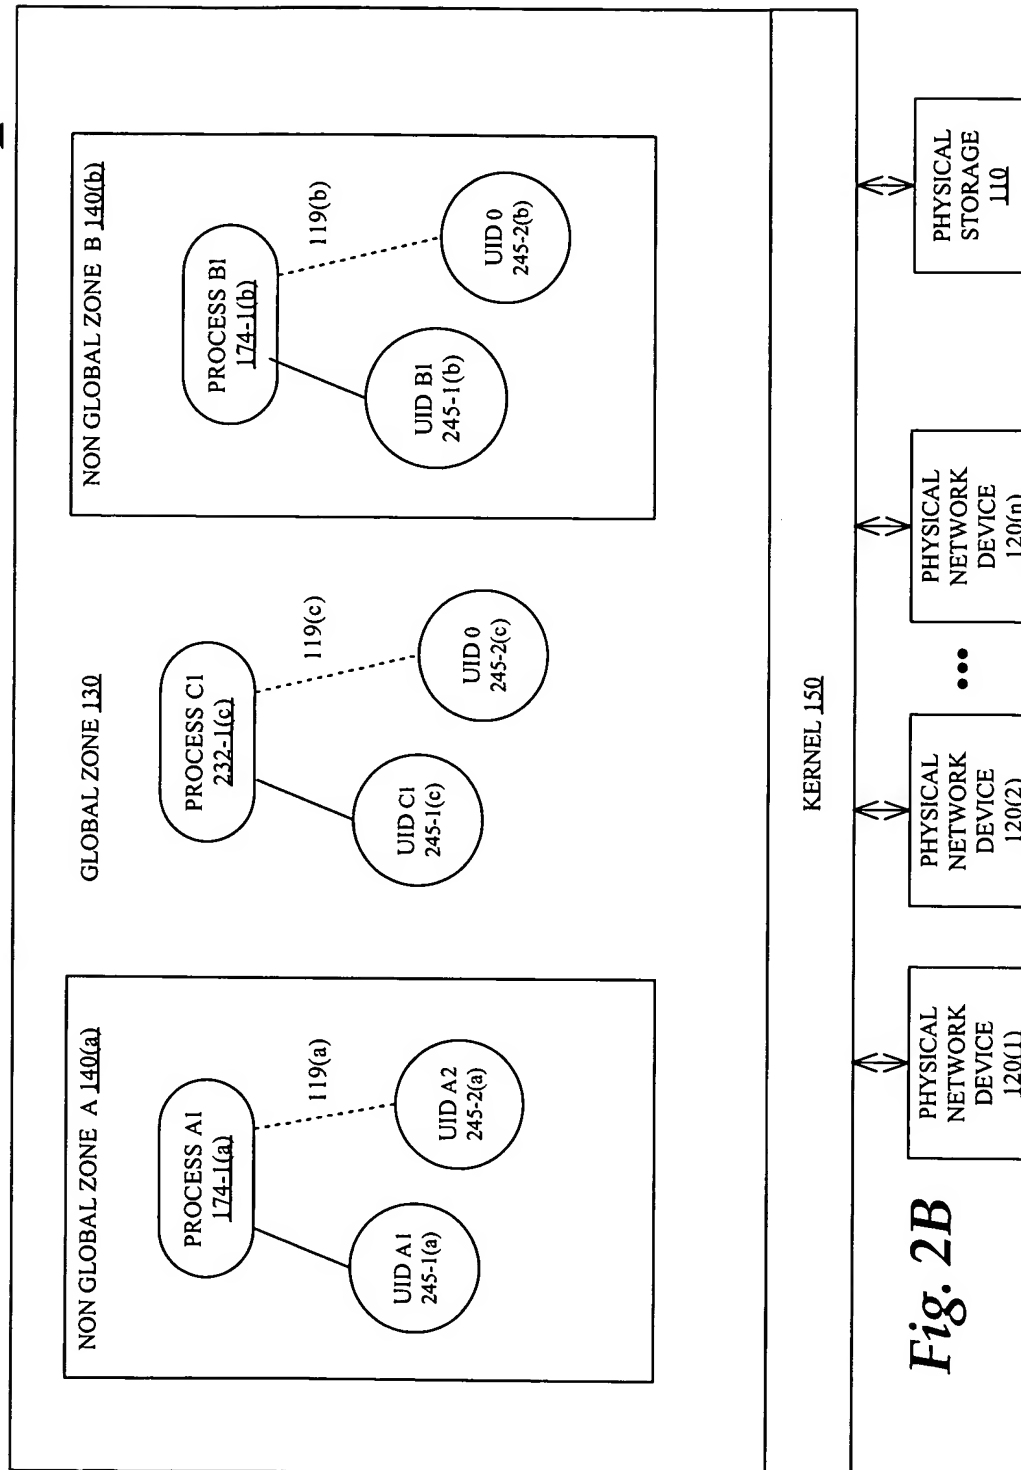 NON GLOBAL ZONE A 140(a)
PROCESS A1
174-1(a)
119(a)
UID A1
245-1(a)
UID A2
245-2(a)
GLOBAL ZONE 130
PROCESS C1
232-1(c)
119(c)
UID C1
245-1(c)
UID 0
245-2(c)
NON GLOBAL ZONE B 140(b)
PROCESS B1
174-1(b)
119(b)
UID B1
245-1(b)
UID 0
245-2(b)
KERNEL 150
PHYSICAL
NETWORK
DEVICE
120(1)
PHYSICAL
NETWORK
DEVICE
120(2)
•••
PHYSICAL
NETWORK
DEVICE
120(n)
PHYSICAL
STORAGE
110
Fig. 2B